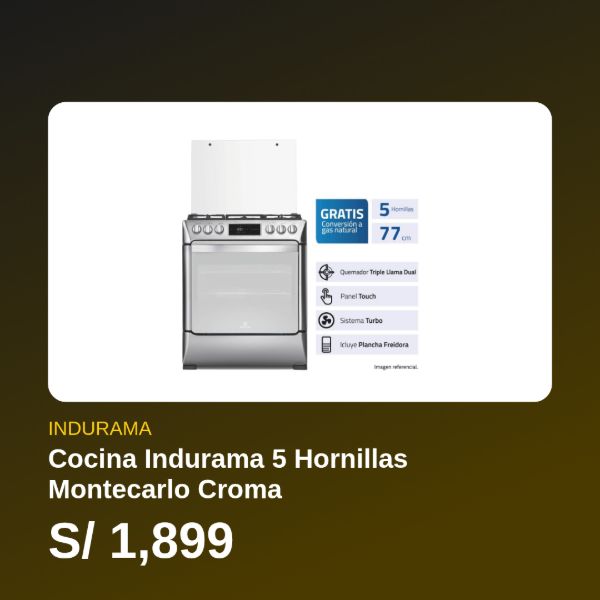 GRATIS
Conversión a
gas natural
5 Hornillas
77 cm
Quemador Triple Llama Dual
Panel Touch
Sistema Turbo
Icluye Plancha Freidora
Imagen referencial.
INDURAMA
Cocina Indurama 5 Hornillas
Montecarlo Croma
S/ 1,899